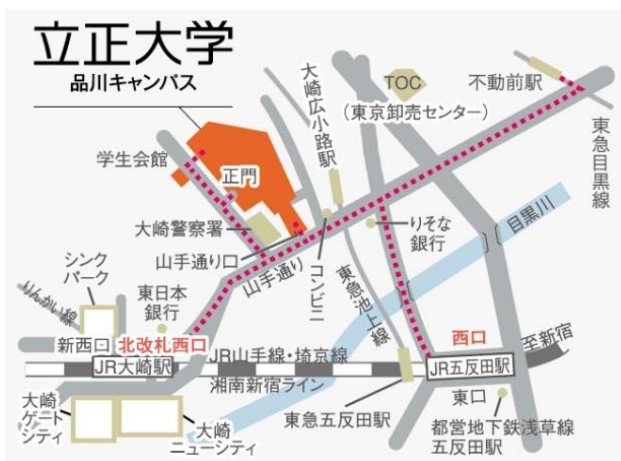 立正大学
品川キャンパス
大崎広小路駅
TOC
(東京卸売センター)
不動前駅
東急目黒線
学生会館
正門
大崎警察署
山手通り口
山手通り
コンビニ
りそな
銀行
目黒川
東急池上線
シンク
パーク
りんかい線
東日本
銀行
新西口
北改札西口
JR大崎駅
JR山手線・埼京線
湘南新宿ライン
西口
JR五反田駅
至新宿
東口
東急五反田駅
都営地下鉄浅草線
五反田駅
大崎
ゲート
シティ
大崎
ニューシティ